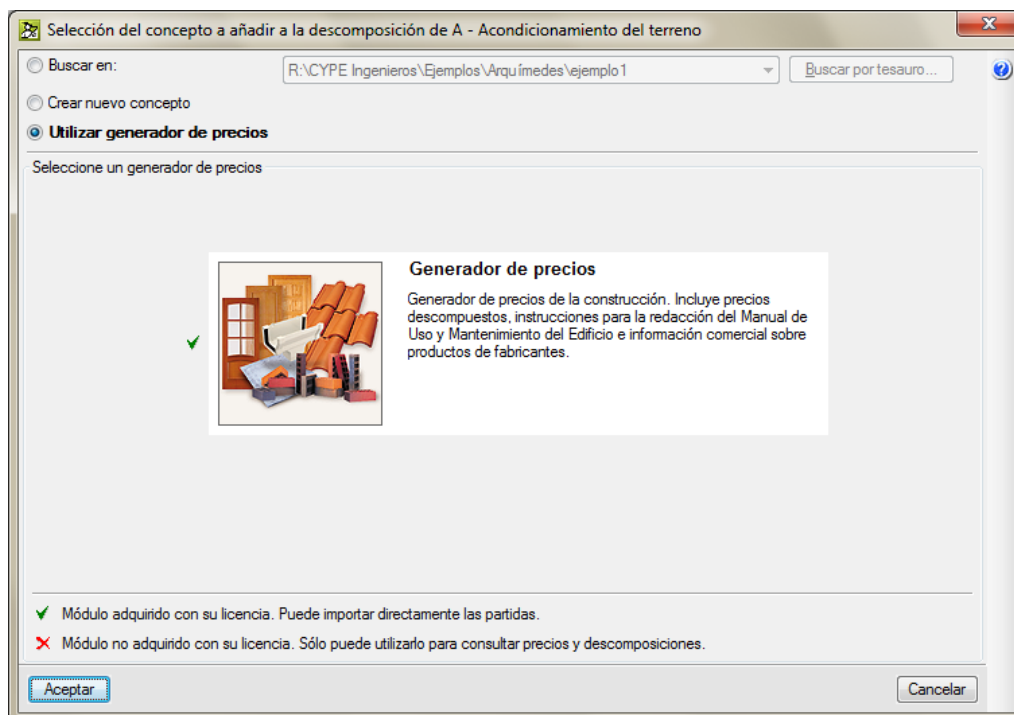 Selección del concepto a añadir a la descomposición de A - Acondicionamiento del terreno
Buscar en:
R:\CYPE Ingenieros\Ejemplos\Arquímedes\ejemplo1
Buscar por tesauro...
Crear nuevo concepto
Utilizar generador de precios
Seleccione un generador de precios
Generador de precios
Generador de precios de la construcción. Incluye precios
descompuestos, instrucciones para la redacción del Manual de
Uso y Mantenimiento del Edificio e información comercial sobre
productos de fabricantes.
Módulo adquirido con su licencia. Puede importar directamente las partidas.
Módulo no adquirido con su licencia. Sólo puede utilizarlo para consultar precios y descomposiciones.
Aceptar
Cancelar